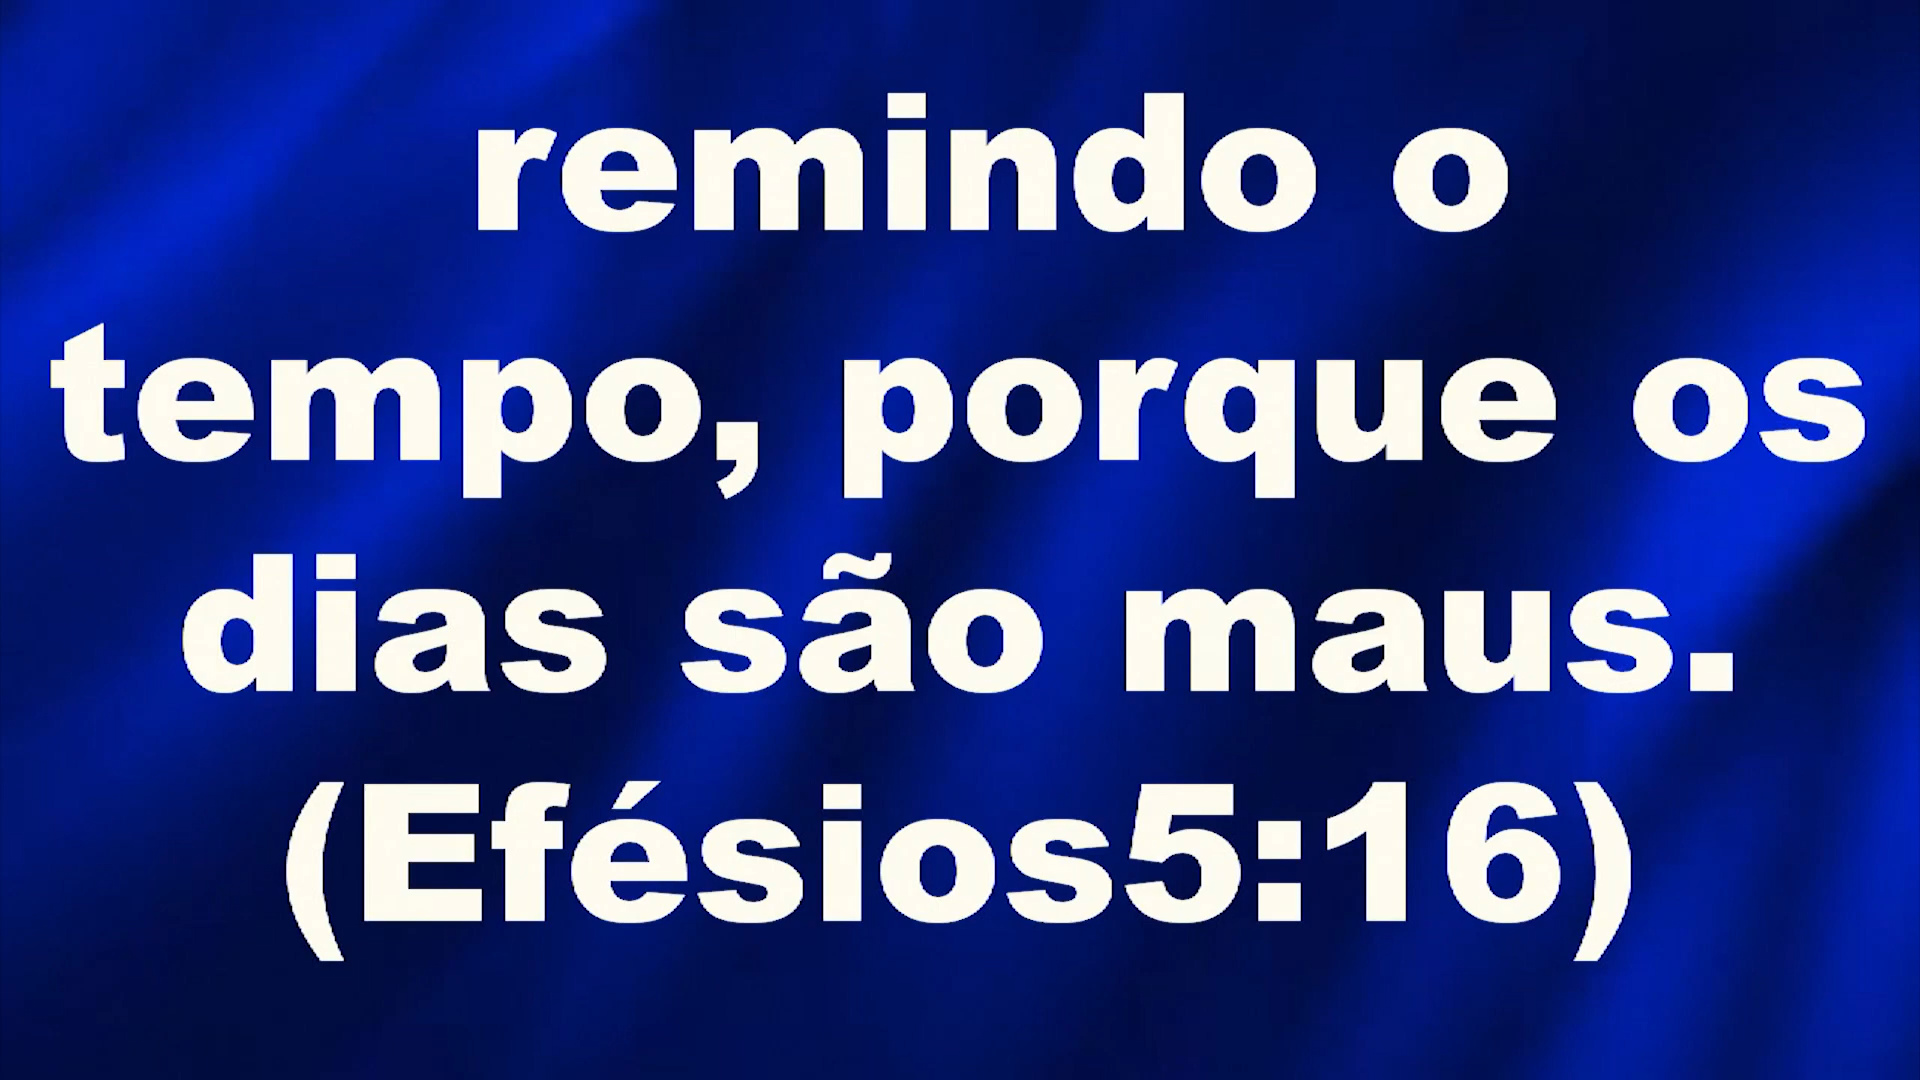 remindo o
tempo, porque os
dias são maus.
(Efésios5:16)